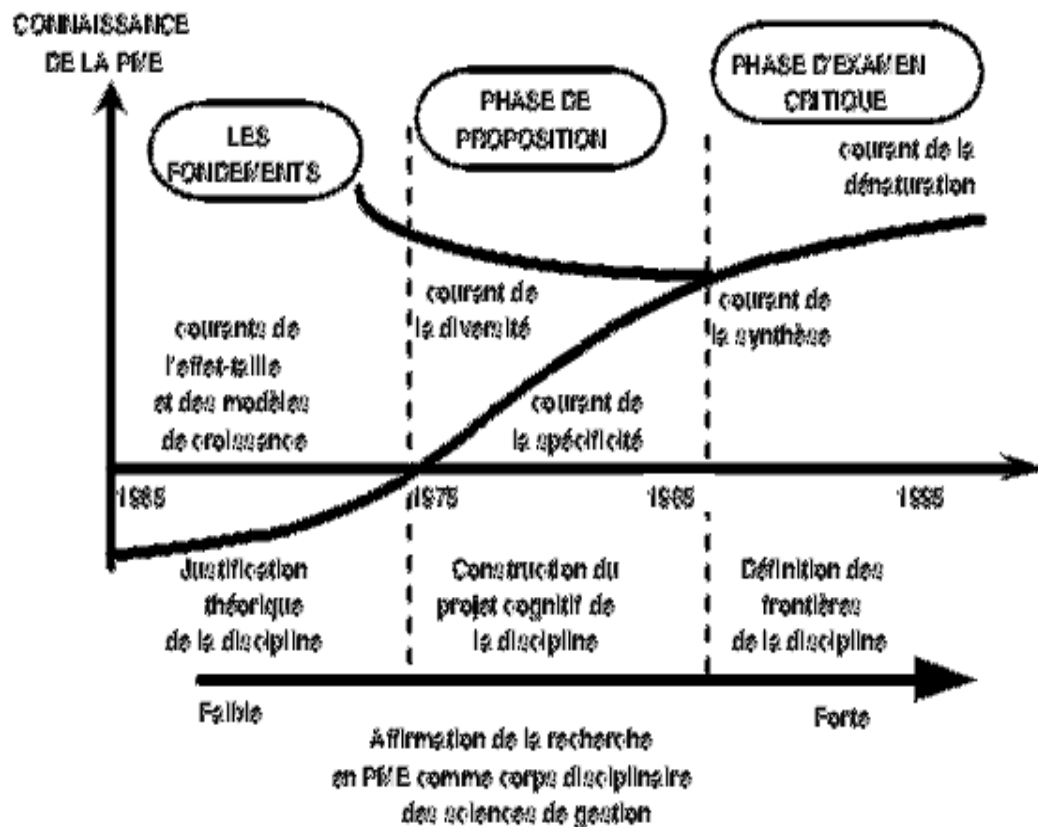 CONNAISSANCE
DE LA PME
LES
FONDEMENTS
PHASE DE
PROPOSITION
PHASE D'EXAMEN
CRITIQUE
courant de la
dénaturation
courants de
l'effet-taille
et des modèles
de croissance
courant de
la diversité
courant de
la spécificité
courant de
la synthèse
1965
1975
1985
1995
Justification
théorique
de la discipline
Construction du
projet cognitif de
la discipline
Définition des
frontières
de la discipline
Faible
Forte
Affirmation de la recherche
en PME comme corps disciplinaire
des sciences de gestion